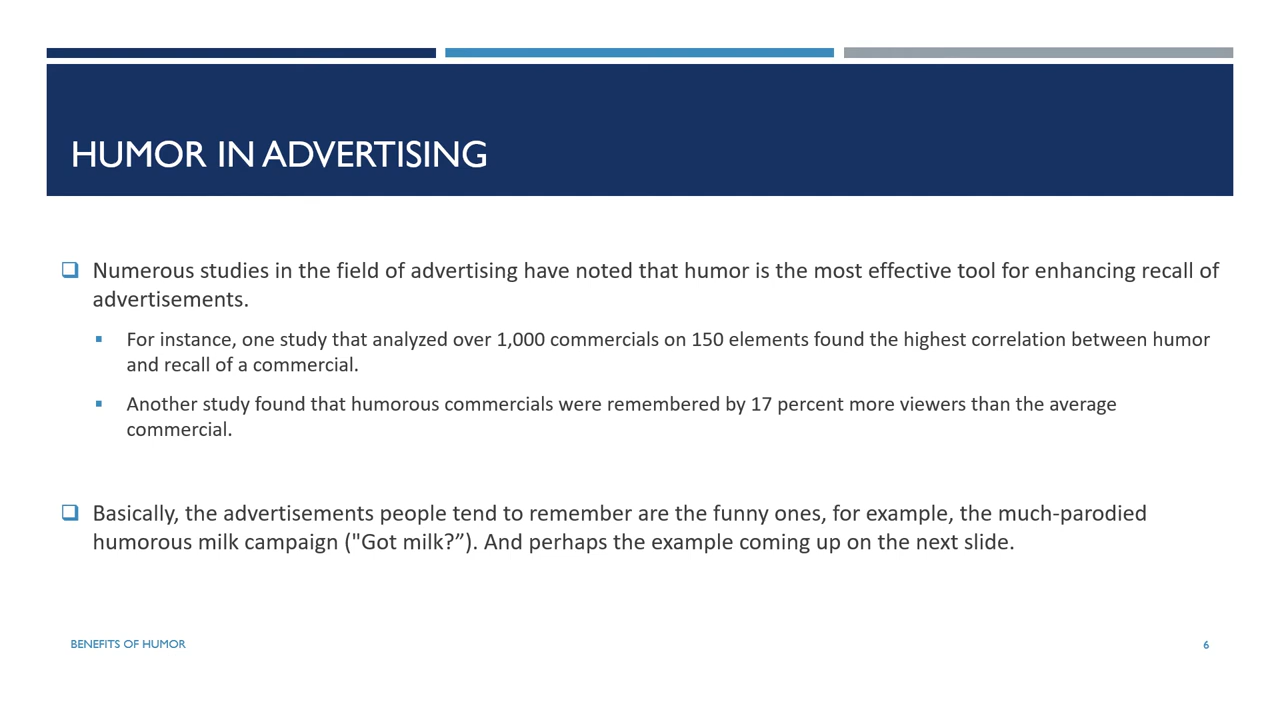 HUMOR IN ADVERTISING
Numerous studies in the field of advertising have noted that humor is the most effective tool for enhancing recall of
advertisements.
For instance, one study that analyzed over 1,000 commercials on 150 elements found the highest correlation between humor
and recall of a commercial.
Another study found that humorous commercials were remembered by 17 percent more viewers than the average
commercial.
Basically, the advertisements people tend to remember are the funny ones, for example, the much-parodied
humorous milk campaign ("Got milk?”). And perhaps the example coming up on the next slide.
BENEFITS OF HUMOR
6